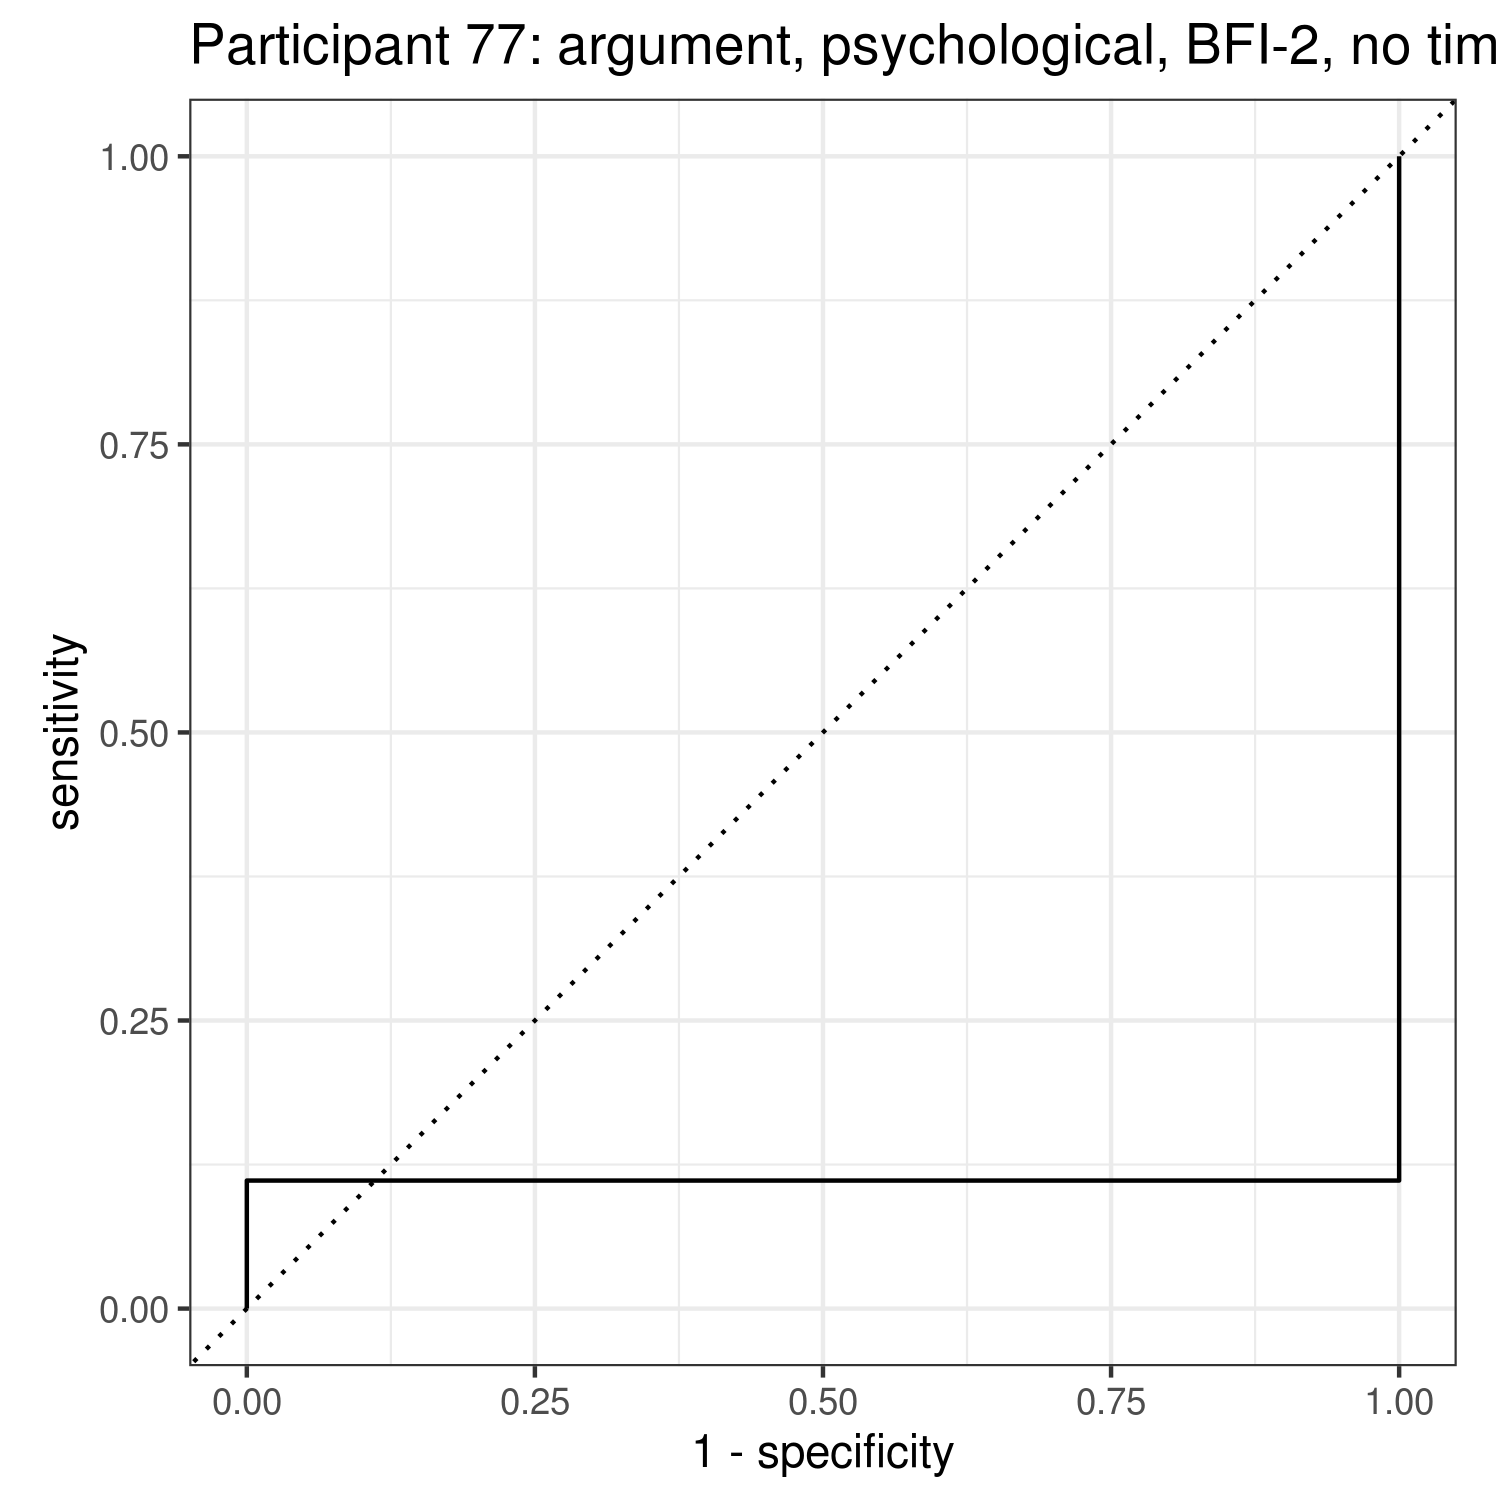 Participant 77: argument, psychological, BFI-2, no tim
1.00
0.75
0.50
0.25
0.00
sensitivity
0.00 0.25 0.50 0.75 1.00
1 - specificity